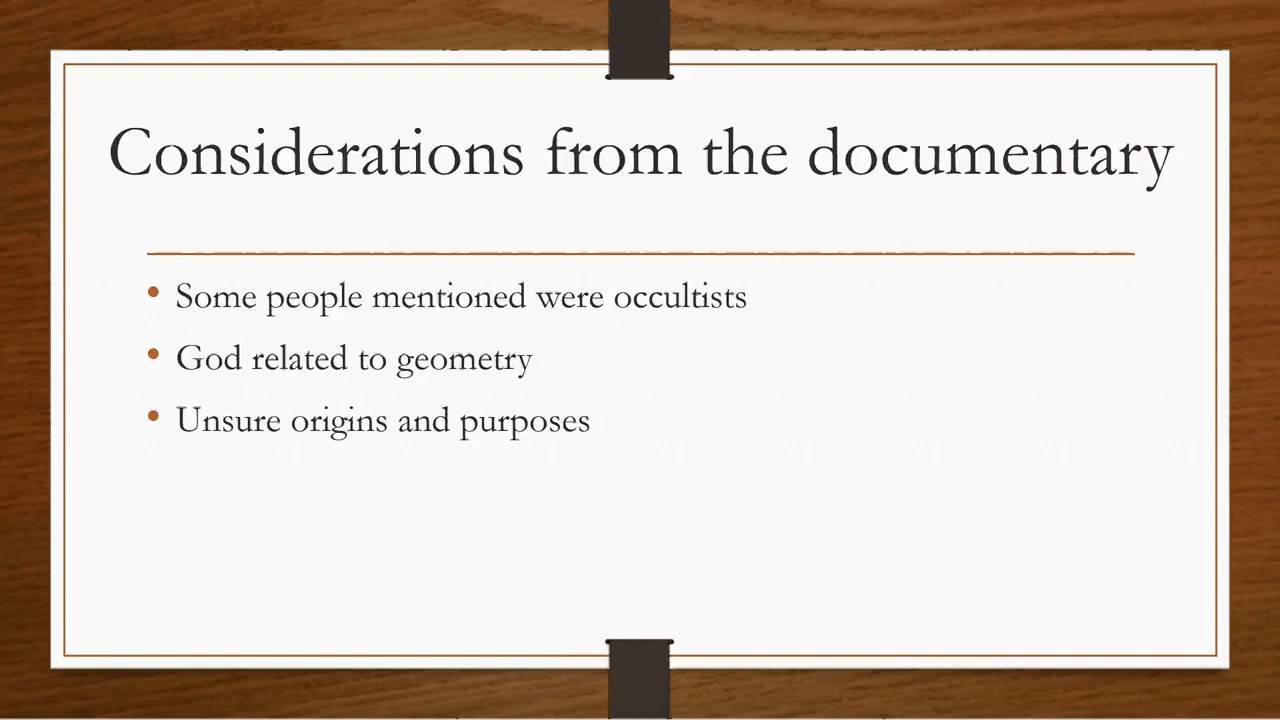 Considerations from the documentary
• Some people mentioned were occultists
• God related to geometry
• Unsure origins and purposes